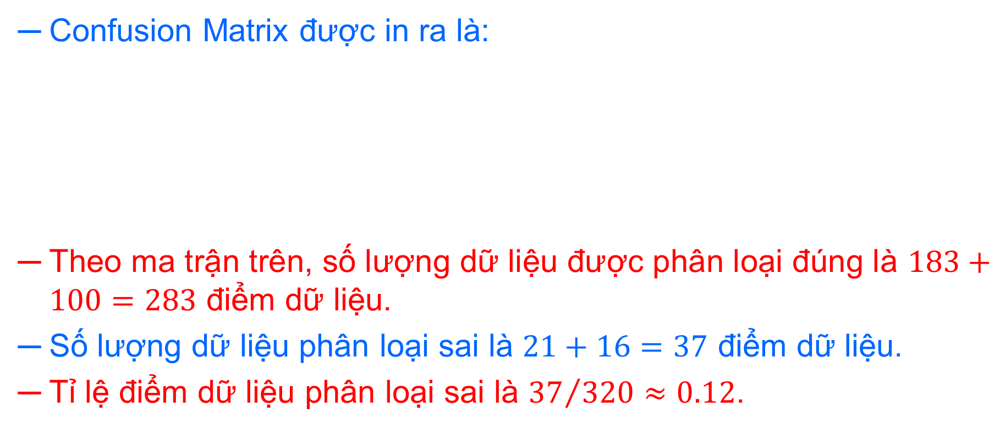 — Confusion Matrix được in ra là:
— Theo ma trận trên, số lượng dữ liệu được phân loại đúng là 183 +
100 = 283 điểm dữ liệu.
— Số lượng dữ liệu phân loại sai là 21 + 16 = 37 điểm dữ liệu.
— Tỉ lệ điểm dữ liệu phân loại sai là 37/320 ≈ 0.12.